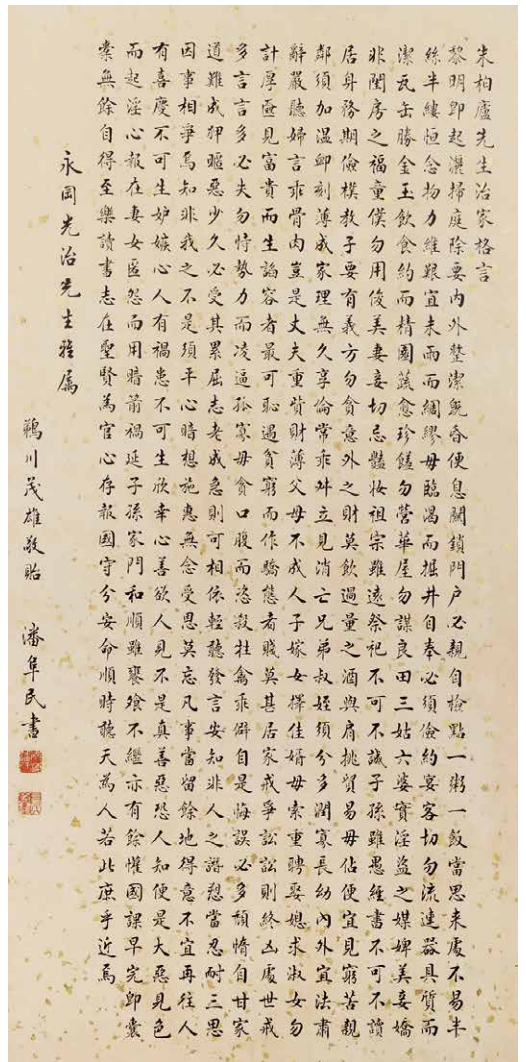 朱柏廬先生治家格言
黎明即起灑掃庭除要內外整潔既昏便息關鎖門户必親自檢點一粥一飯當思來處不易半
絲半縷恒念物力維艱宜未雨而綢繆毋臨渴而掘井自奉必須儉約宴客切勿流連器具質而
潔瓦缶勝金玉飲食約而精園蔬愈珍饈勿營華屋勿謀良田三姑六婆實淫盜之媒婢美妾嬌
非閨房之福童僕勿用俊美妻妾切忌豔妝祖宗雖遠祭祀不可不誠子孫雖愚經書不可不讀
居身務期儉樸教子要有義方勿貪意外之財莫飲過量之酒與肩挑貿易毋佔便宜見窮苦親
鄰須加溫卹刻薄成家理無久享倫常乖舛立見消亡兄弟叔姪須分多潤寡長幼內外宜法肅
辭嚴聽婦言乖骨肉豈是丈夫重貲財薄父母不成人子嫁女擇佳婿毋索重聘娶媳求淑女勿
計厚奩見富貴而生諂容者最可恥遇貧窮而作驕態者賤莫甚居家戒爭訟訟則終凶處世戒
多言言多必失勿恃勢力而凌逼孤寡毋貪口腹而恣殺牲禽乖僻自是悔誤必多頹惰自甘家
道難成狎暱惡少久必受其累屈志老成急則可相依輕聽發言安知非人之譖愬當忍耐三思
因事相爭焉知非我之不是須平心時想施惠無念受恩莫忘凡事當留餘地得意不宜再往人
有喜慶不可生妒嫉心人有禍患不可生欣幸心善欲人見不是真善惡恐人知便是大惡見色
而起淫心報在妻女匿怨而用暗箭禍延子孫家門和順雖饔飧不繼亦有餘懽國課早完即囊
橐無餘自得至樂讀書志在聖賢為官心存報國守分安命順時聽天為人若此庶乎近焉
永岡光治先生雅屬
鵜川茂雄敬貽 潘阜民書